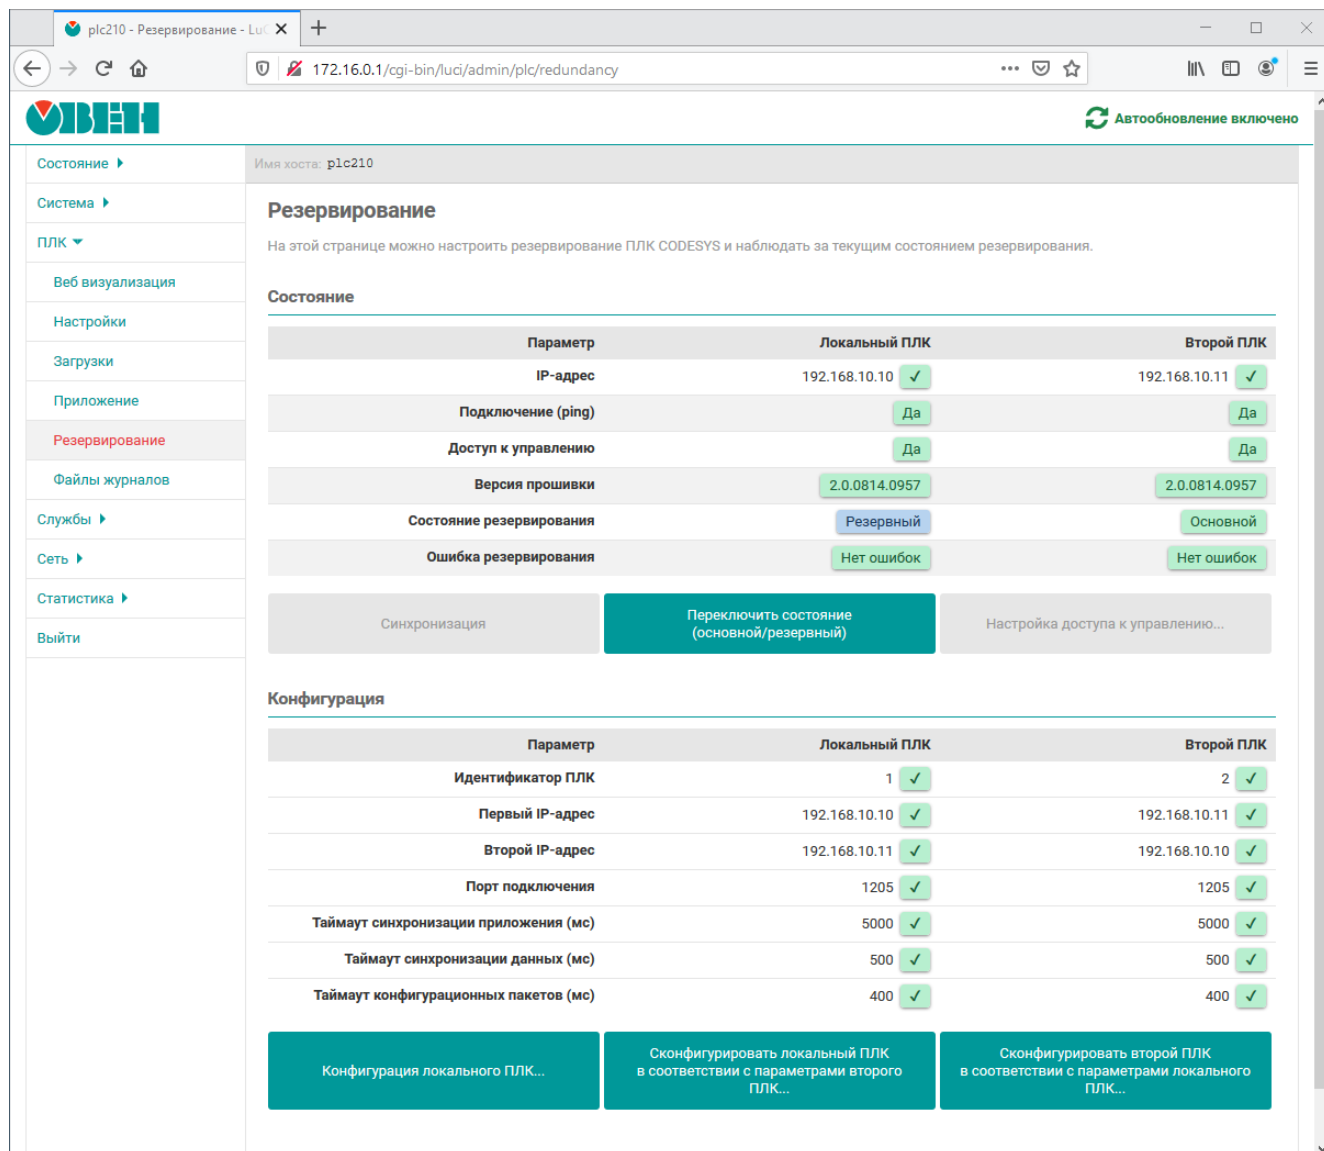 plc210 - Резервирование - Lu
172.16.0.1/cgi-bin/luci/admin/plc/redundancy
ОВЕН
Автообновление включено
Состояние
Система
ПЛК
Веб визуализация
Настройки
Загрузки
Приложение
Резервирование
Файлы журналов
Службы
Сеть
Статистика
Выйти
Имя хоста: plc210
Резервирование
На этой странице можно настроить резервирование ПЛК CODESYS и наблюдать за текущим состоянием резервирования.
Состояние
Параметр Локальный ПЛК Второй ПЛК
IP-адрес 192.168.10.10 ✓ 192.168.10.11 ✓
Подключение (ping) Да Да
Доступ к управлению Да Да
Версия прошивки 2.0.0814.0957 2.0.0814.0957
Состояние резервирования Резервный Основной
Ошибка резервирования Нет ошибок Нет ошибок
Синхронизация
Переключить состояние
(основной/резервный)
Настройка доступа к управлению...
Конфигурация
Параметр Локальный ПЛК Второй ПЛК
Идентификатор ПЛК 1 ✓ 2 ✓
Первый IP-адрес 192.168.10.10 ✓ 192.168.10.11 ✓
Второй IP-адрес 192.168.10.11 ✓ 192.168.10.10 ✓
Порт подключения 1205 ✓ 1205 ✓
Таймаут синхронизации приложения (мс) 5000 ✓ 5000 ✓
Таймаут синхронизации данных (мс) 500 ✓ 500 ✓
Таймаут конфигурационных пакетов (мс) 400 ✓ 400 ✓
Конфигурация локального ПЛК...
Сконфигурировать локальный ПЛК
в соответствии с параметрами второго
ПЛК...
Сконфигурировать второй ПЛК
в соответствии с параметрами локального
ПЛК...